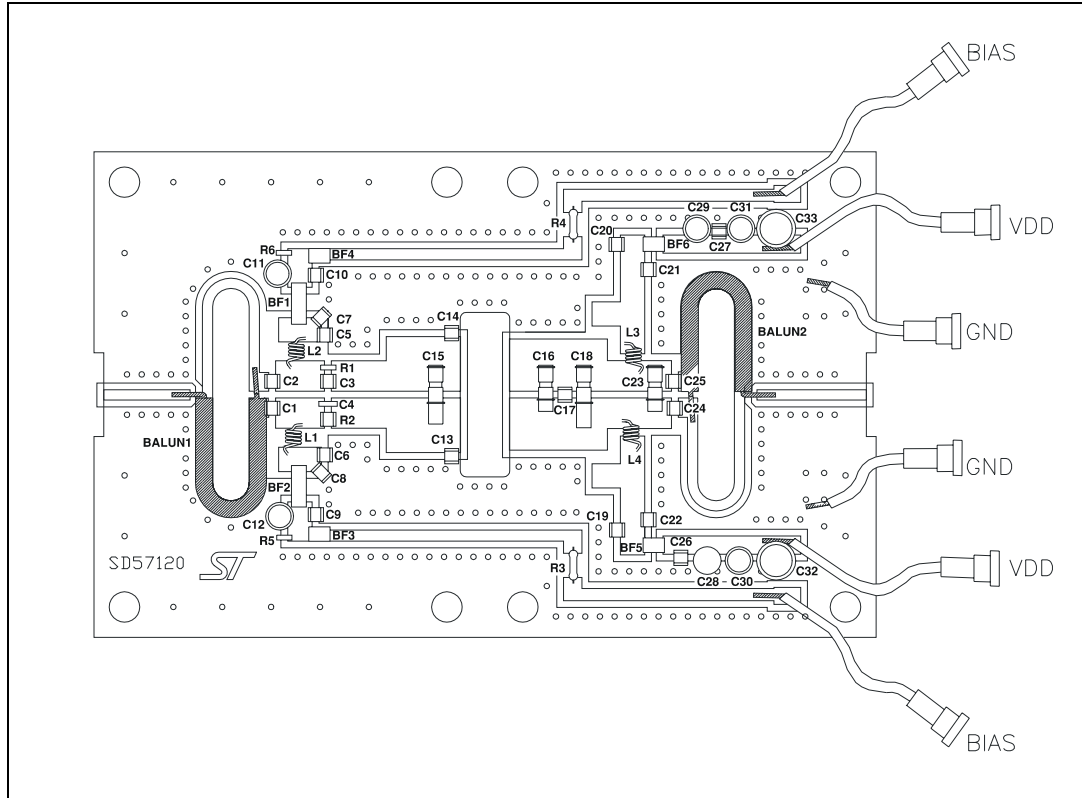 BIAS
VDD
C29
C31
C33
R4
C20
C27
BF6
R6
BF4
C11
C10
C21
BF1
C7
C5
C14
GND
L3
BALUN2
L2
C15
C16
C18
R1
C23
C25
C2
C3
C17
C1
C4
C24
R2
BALUN1
L1
C13
L4
C6
GND
C8
BF2
C9
C22
C12
C19
BF5
C26
R5
BF3
SD57120
ST
R3
C28
C30
C32
VDD
BIAS